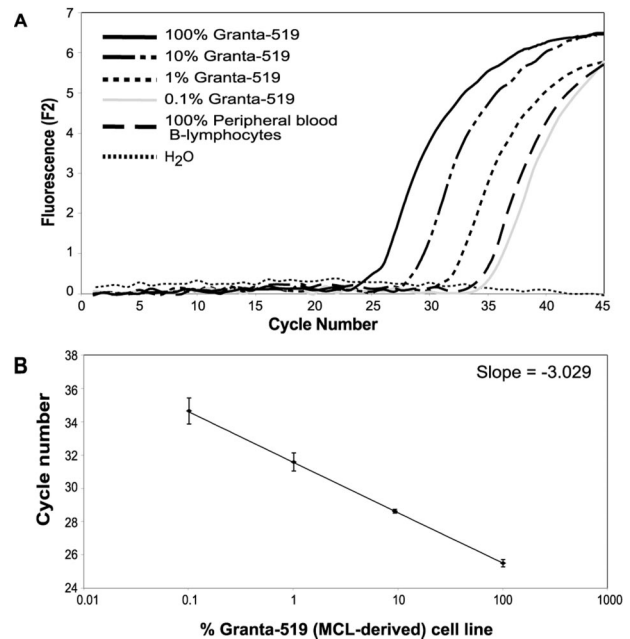 A
7
6
5
4
3
2
1
0
Fluorescence (F2)
100% Granta-519
10% Granta-519
1% Granta-519
0.1% Granta-519
100% Peripheral blood
B-lymphocytes
H₂O
0 5 10 15 20 25 30 35 40 45
Cycle Number
B
38
36
34
32
30
28
26
24
Cycle number
Slope = -3.029
0.01 0.1 1 10 100 1000
% Granta-519 (MCL-derived) cell line